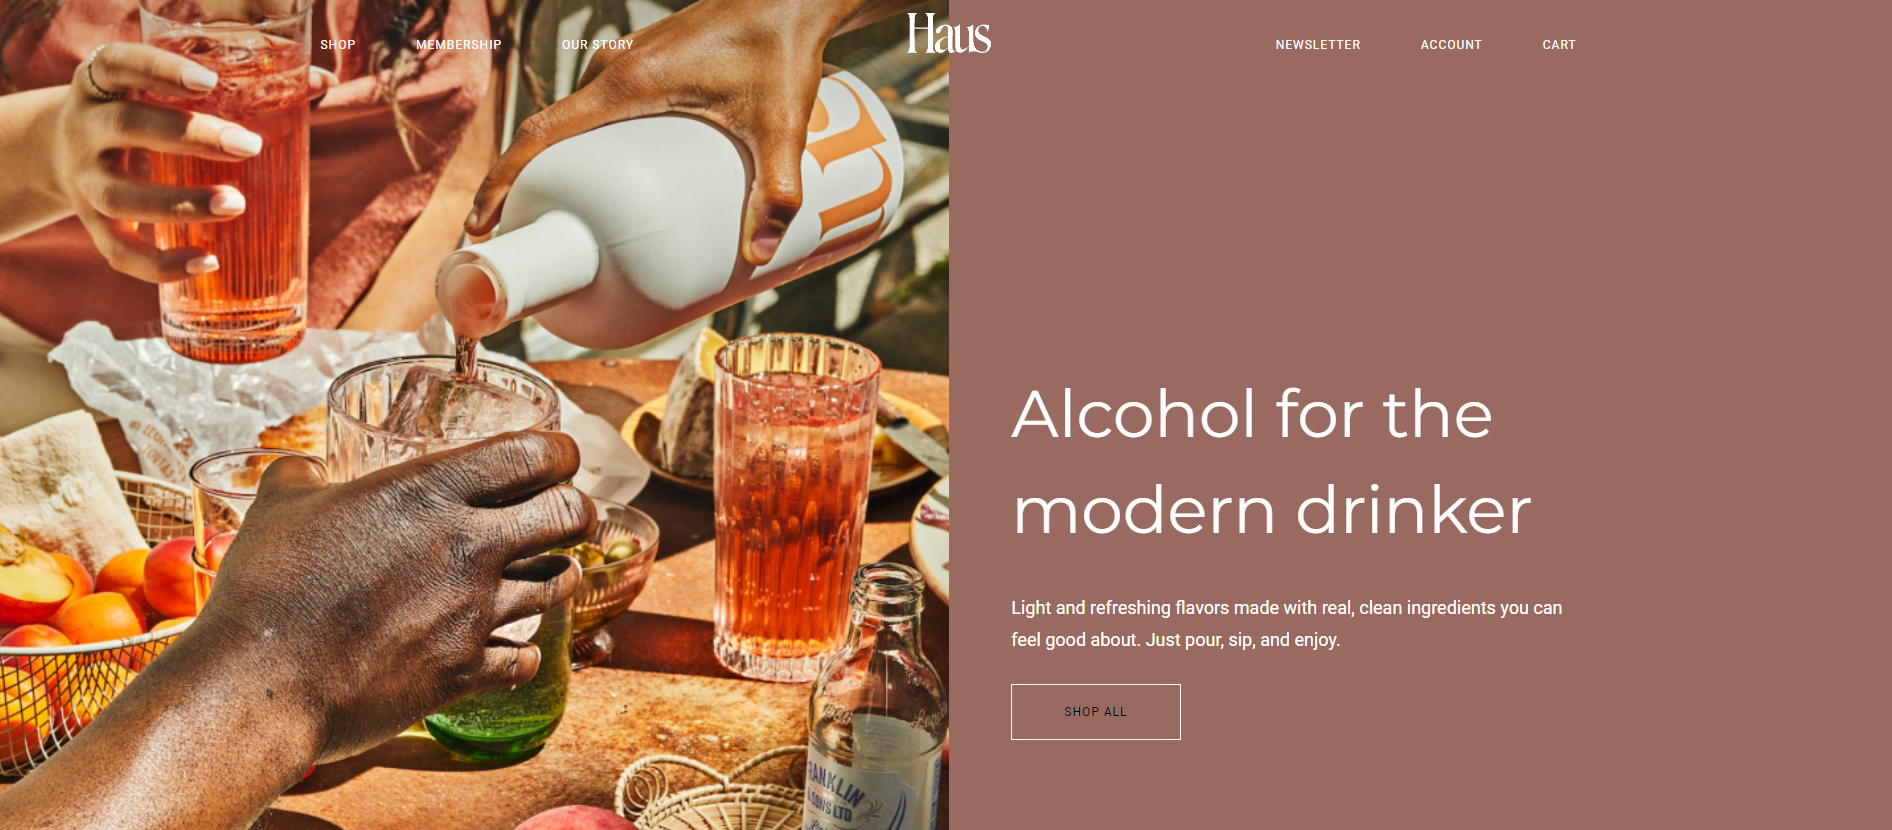 SHOP MEMBERSHIP OUR STORY Haus NEWSLETTER ACCOUNT CART
Alcohol for the
modern drinker
Light and refreshing flavors made with real, clean ingredients you can
feel good about. Just pour, sip, and enjoy.
SHOP ALL
RANKLIN
& SONS LTD